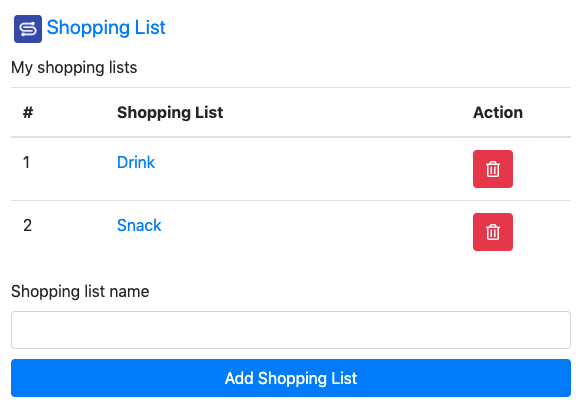 Shopping List
My shopping lists
# Shopping List Action
1 Drink
2 Snack
Shopping list name
Add Shopping List